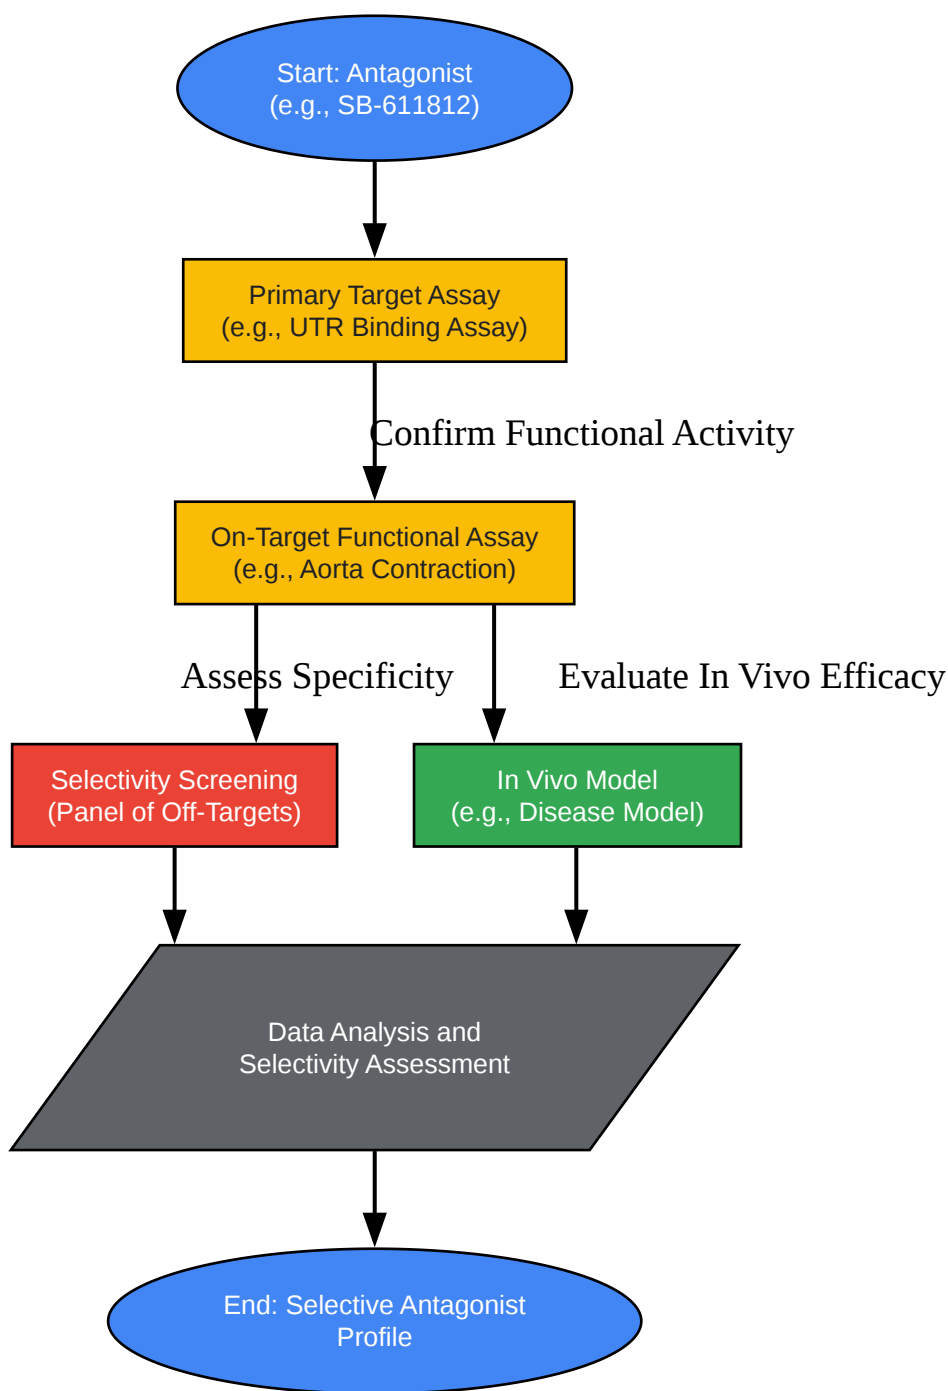 Start: Antagonist
(e.g., SB-611812)
Primary Target Assay
(e.g., UTR Binding Assay)
Confirm Functional Activity
On-Target Functional Assay
(e.g., Aorta Contraction)
Assess Specificity
Evaluate In Vivo Efficacy
Selectivity Screening
(Panel of Off-Targets)
In Vivo Model
(e.g., Disease Model)
Data Analysis and
Selectivity Assessment
End: Selective Antagonist
Profile